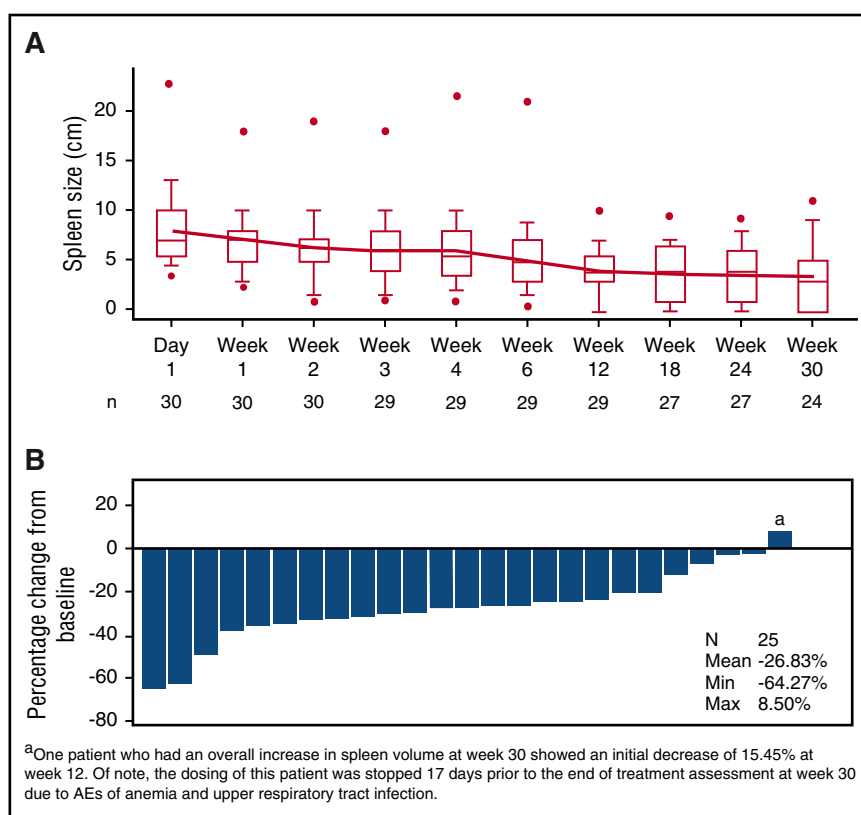 A
Spleen size (cm)
20
15
10
5
0
Day Week Week Week Week Week Week Week Week Week
1 1 2 3 4 6 12 18 24 30
n 30 30 30 29 29 29 29 27 27 24
B
Percentage change from
baseline
20
0
-20
-40
-60
-80
a
N 25
Mean -26.83%
Min -64.27%
Max 8.50%
aOne patient who had an overall increase in spleen volume at week 30 showed an initial decrease of 15.45% at
week 12. Of note, the dosing of this patient was stopped 17 days prior to the end of treatment assessment at week 30
due to AEs of anemia and upper respiratory tract infection.